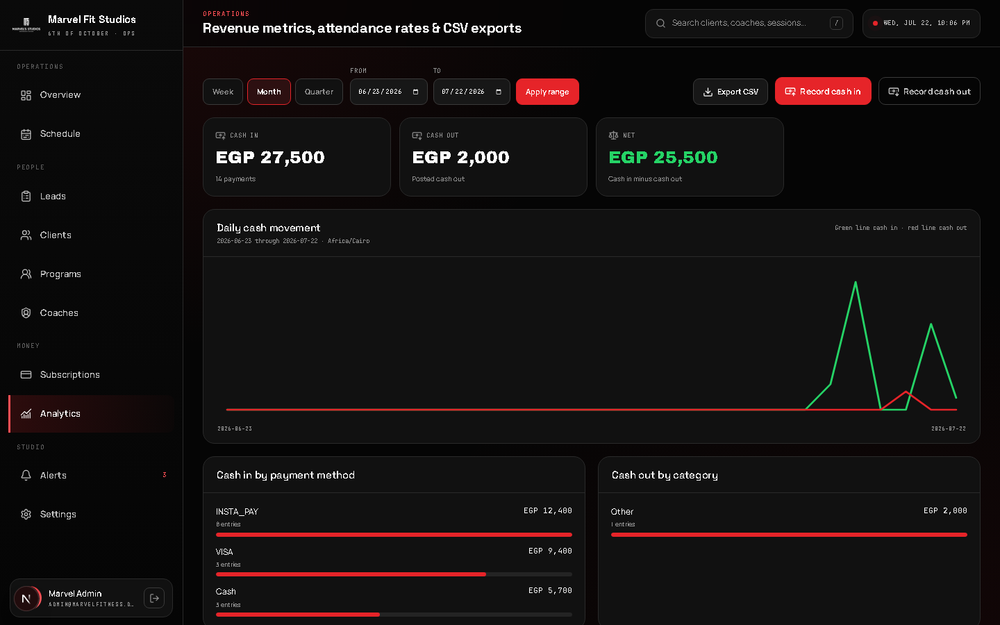 MARVEL'S STUDIOS
Marvel Fit Studios
6TH OF OCTOBER · OPS
OPERATIONS
Overview
Schedule
PEOPLE
Leads
Clients
Programs
Coaches
MONEY
Subscriptions
Analytics
STUDIO
Alerts
3
Settings
N
Marvel Admin
ADMIN@MARVELFITNESS.D…
OPERATIONS
Revenue metrics, attendance rates & CSV exports
Search clients, coaches, sessions...
/
WED, JUL 22, 10:06 PM
Week
Month
Quarter
FROM
06/23/2026
TO
07/22/2026
Apply range
Export CSV
Record cash in
Record cash out
CASH IN
EGP 27,500
14 payments
CASH OUT
EGP 2,000
Posted cash out
NET
EGP 25,500
Cash in minus cash out
Daily cash movement
2026-06-23 through 2026-07-22 · Africa/Cairo
Green line cash in · red line cash out
2026-06-23
2026-07-22
Cash in by payment method
INSTA_PAY
EGP 12,400
8 entries
VISA
EGP 9,400
3 entries
Cash
EGP 5,700
3 entries
Cash out by category
Other
EGP 2,000
1 entries